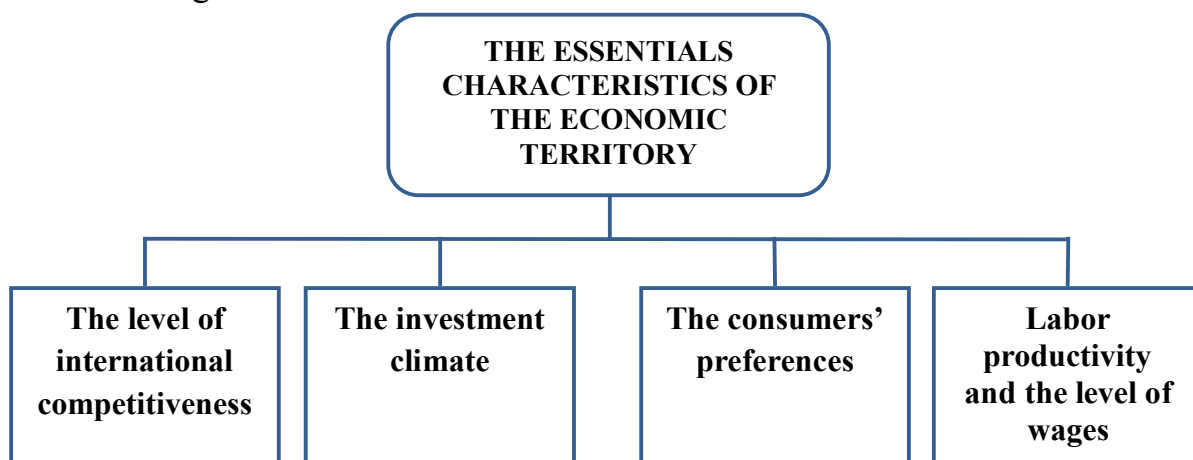 THE ESSENTIALS
CHARACTERISTICS OF
THE ECONOMIC
TERRITORY
The level of
international
competitiveness
The investment
climate
The consumers’
preferences
Labor
productivity
and the level of
wages